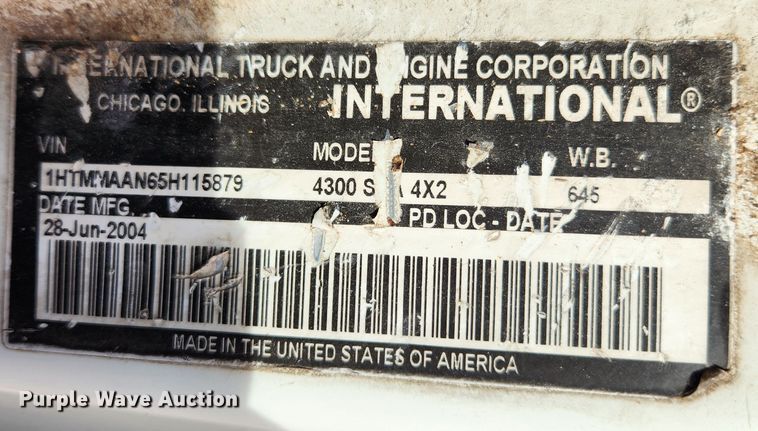 INTERNATIONAL TRUCK AND ENGINE CORPORATION
CHICAGO, ILLINOIS INTERNATIONAL®
VIN MODEL W.B.
1HTMMAAN65H115879 4300 4X2 645
DATE MFG. PD LOC - DATE
28-Jun-2004
MADE IN THE UNITED STATES OF AMERICA
Purple Wave Auction